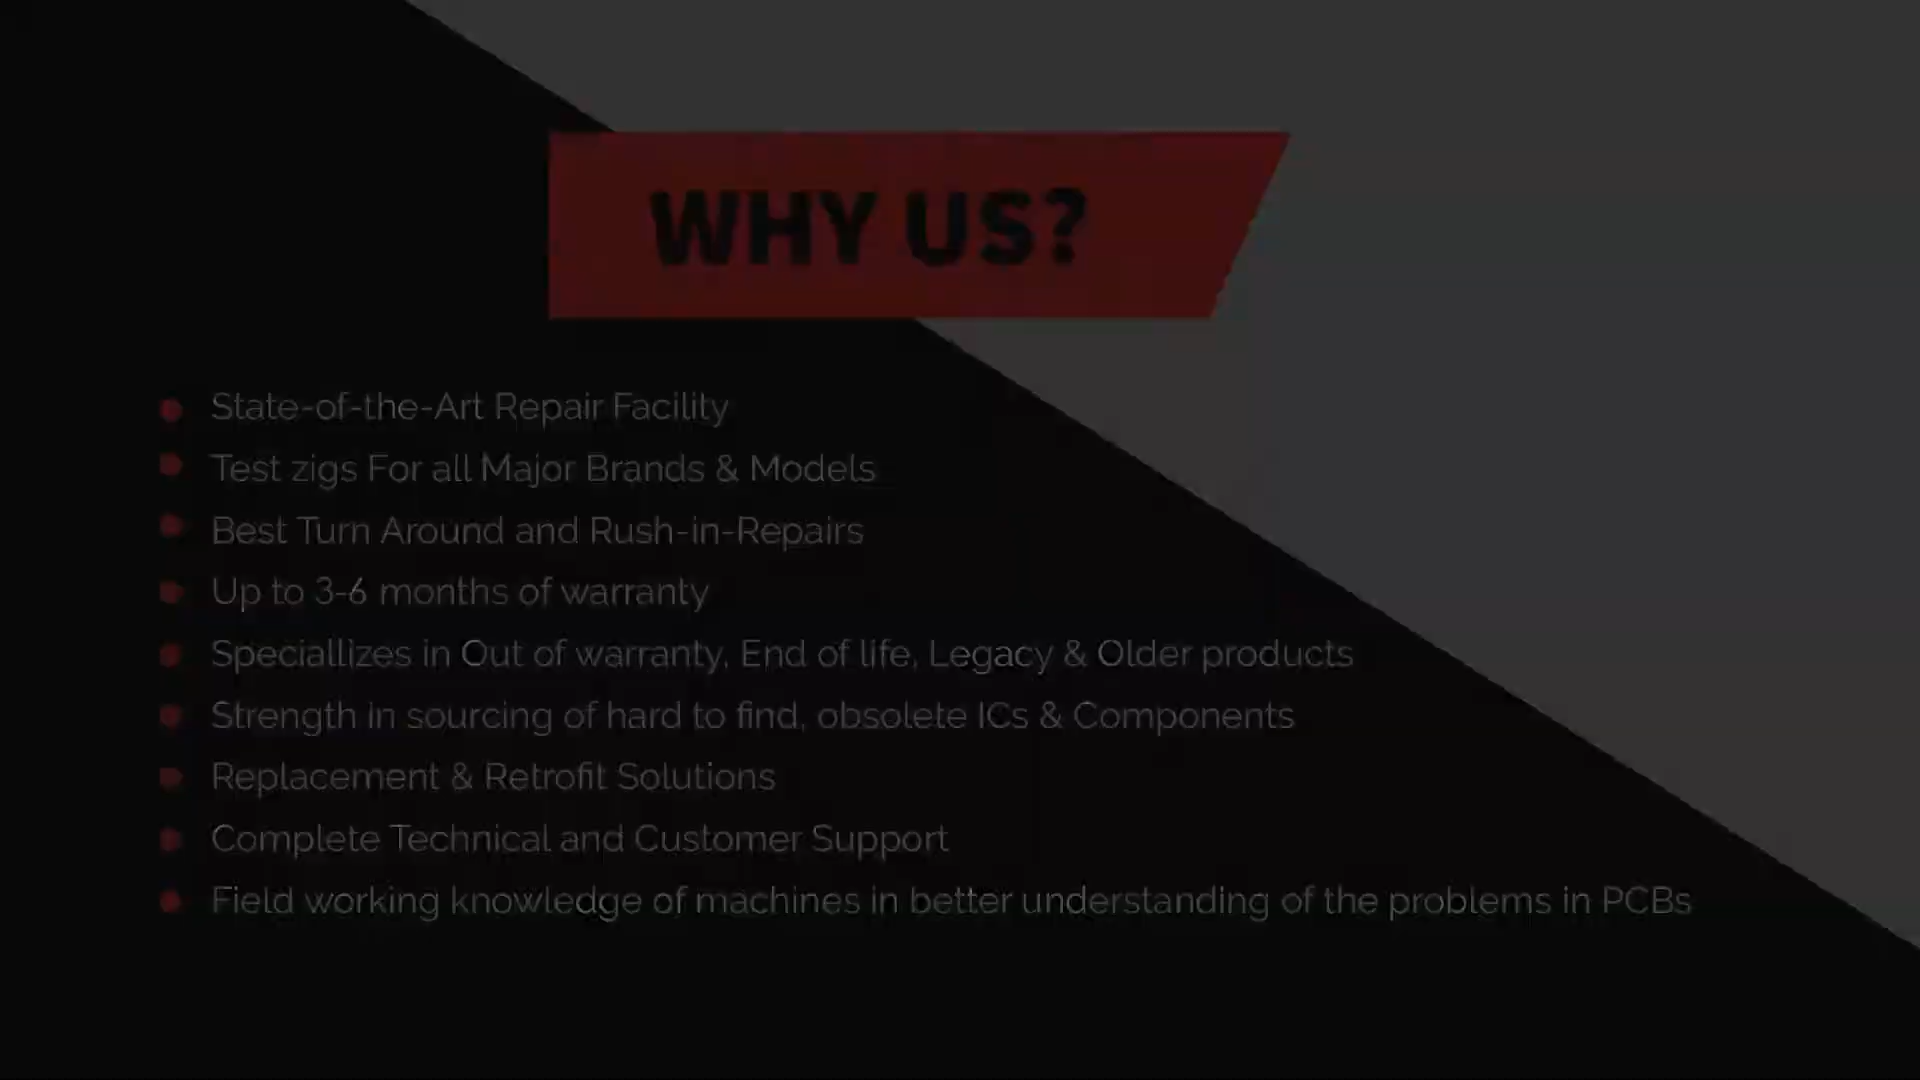 WHY US?
State-of-the-Art Repair Facility
Test zigs For all Major Brands & Models
Best Turn Around and Rush-in-Repairs
Up to 3-6 months of warranty
Speciallizes in Out of warranty, End of life, Legacy & Older products
Strength in sourcing of hard to find, obsolete ICs & Components
Replacement & Retrofit Solutions
Complete Technical and Customer Support
Field working knowledge of machines in better understanding of the problems in PCBs